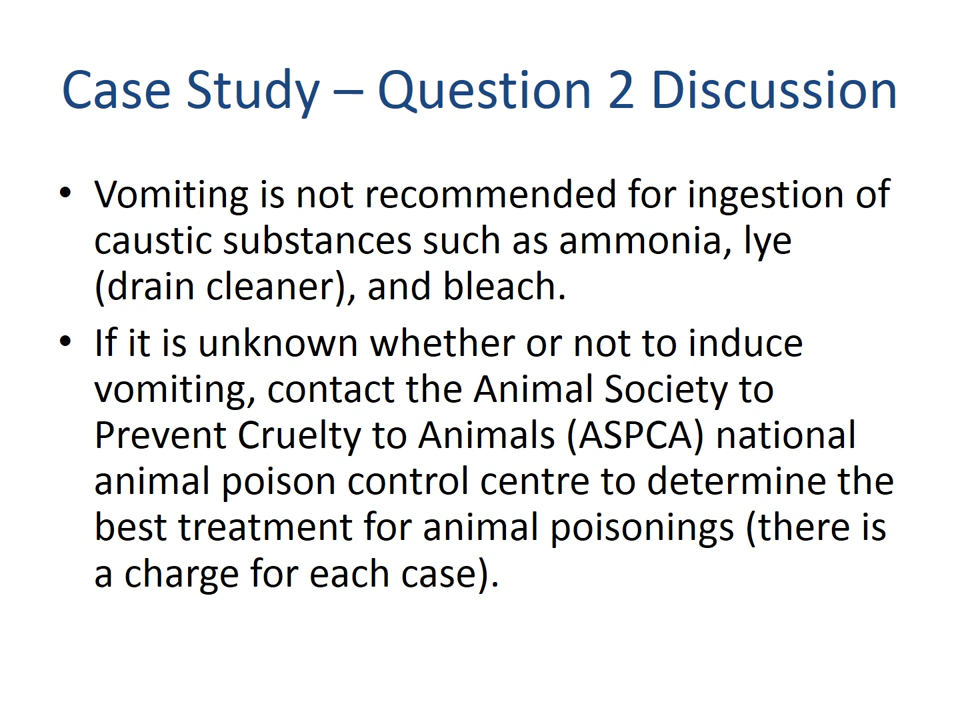 Case Study – Question 2 Discussion
• Vomiting is not recommended for ingestion of
caustic substances such as ammonia, lye
(drain cleaner), and bleach.
• If it is unknown whether or not to induce
vomiting, contact the Animal Society to
Prevent Cruelty to Animals (ASPCA) national
animal poison control centre to determine the
best treatment for animal poisonings (there is
a charge for each case).